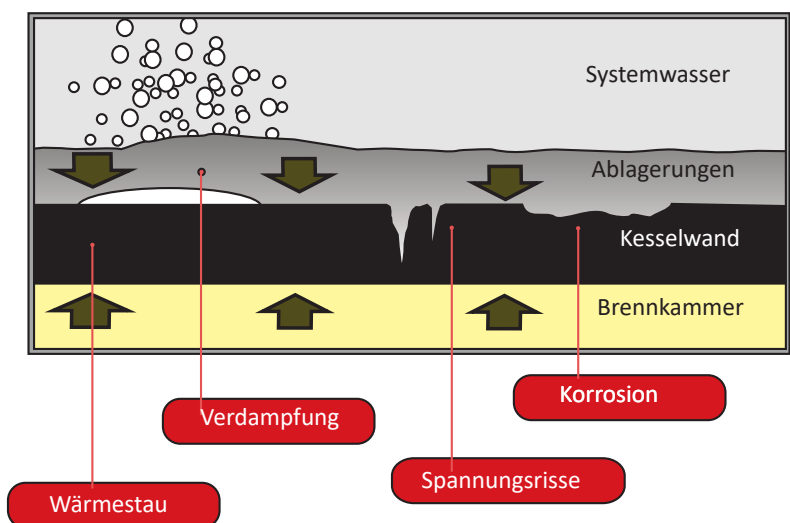 Systemwasser
Ablagerungen
Kesselwand
Brennkammer
Korrosion
Verdampfung
Spannungsrisse
Wärmestau